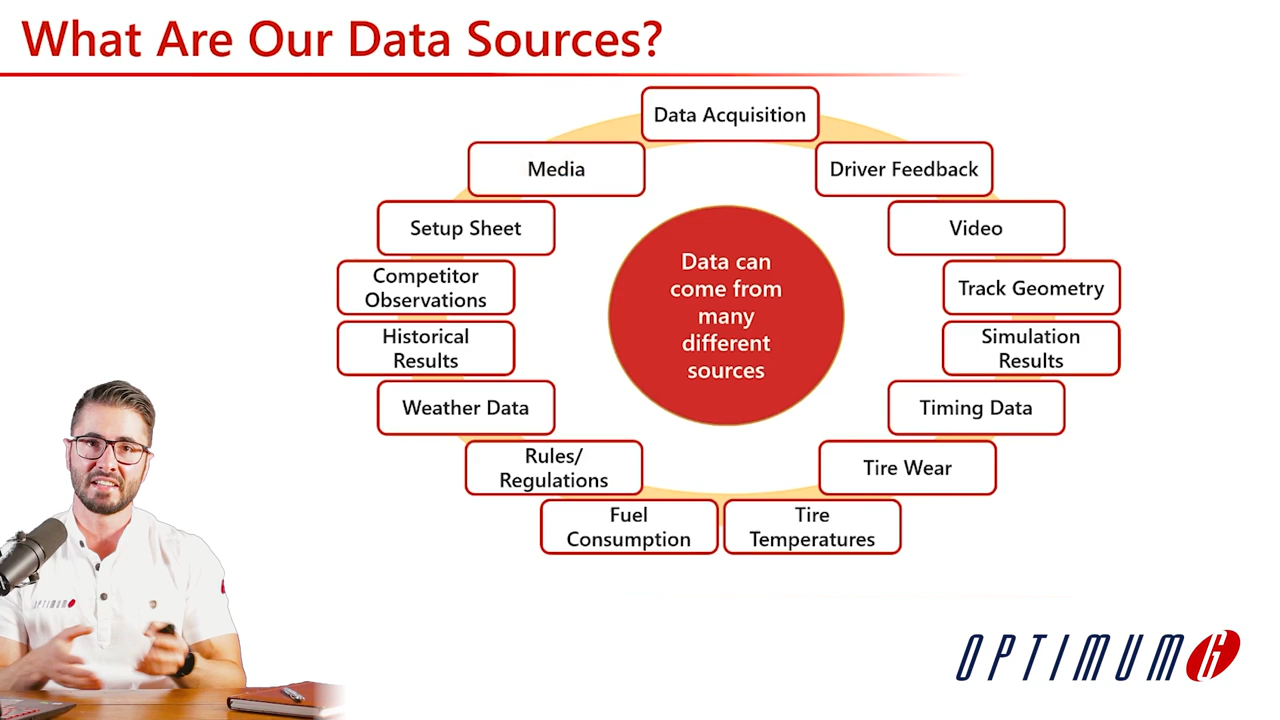 What Are Our Data Sources?
Data Acquisition
Media
Driver Feedback
Setup Sheet
Video
Competitor
Observations
Track Geometry
Historical
Results
Simulation
Results
Weather Data
Timing Data
Rules/
Regulations
Tire Wear
Fuel
Consumption
Tire
Temperatures
Data can
come from
many
different
sources
OPTIMUM
OPTIMUM G